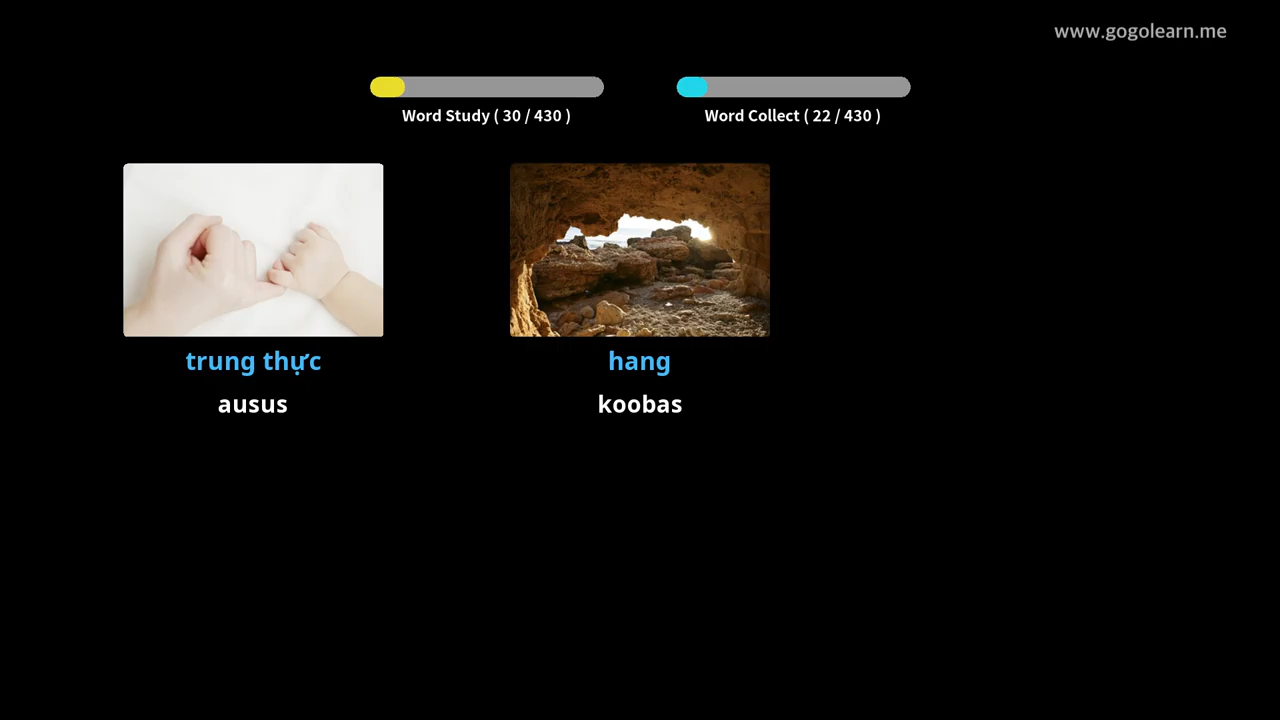 www.gogolearn.me
Word Study ( 30 / 430 )
Word Collect ( 22 / 430 )
trung thực
ausus
hang
koobas